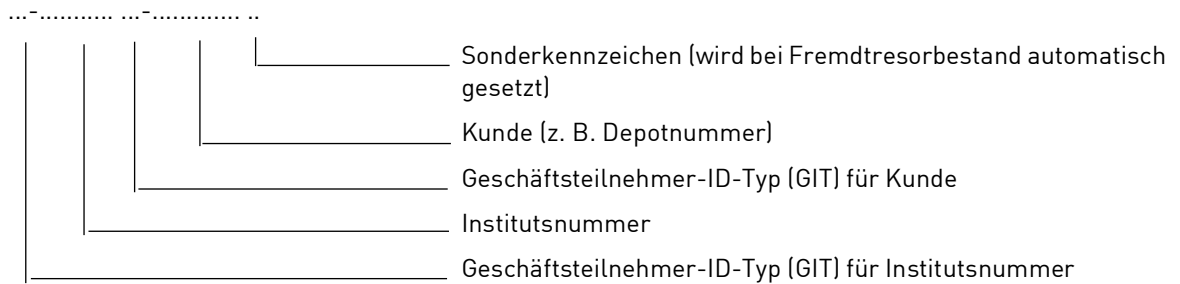 ...-.......... ...-............ ..
Sonderkennzeichen (wird bei Fremdtresorbestand automatisch
gesetzt)
Kunde (z. B. Depotnummer)
Geschäftsteilnehmer-ID-Typ (GIT) für Kunde
Institutsnummer
Geschäftsteilnehmer-ID-Typ (GIT) für Institutsnummer